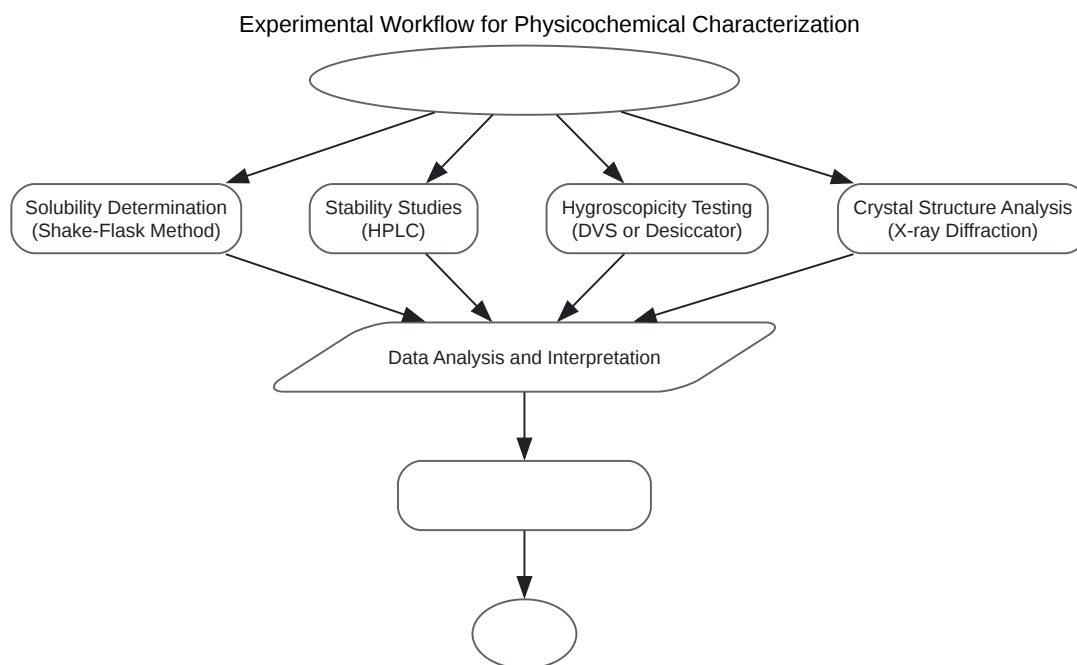 Experimental Workflow for Physicochemical Characterization
Solubility Determination
(Shake-Flask Method)
Stability Studies
(HPLC)
Hygroscopicity Testing
(DVS or Desiccator)
Crystal Structure Analysis
(X-ray Diffraction)
Data Analysis and Interpretation